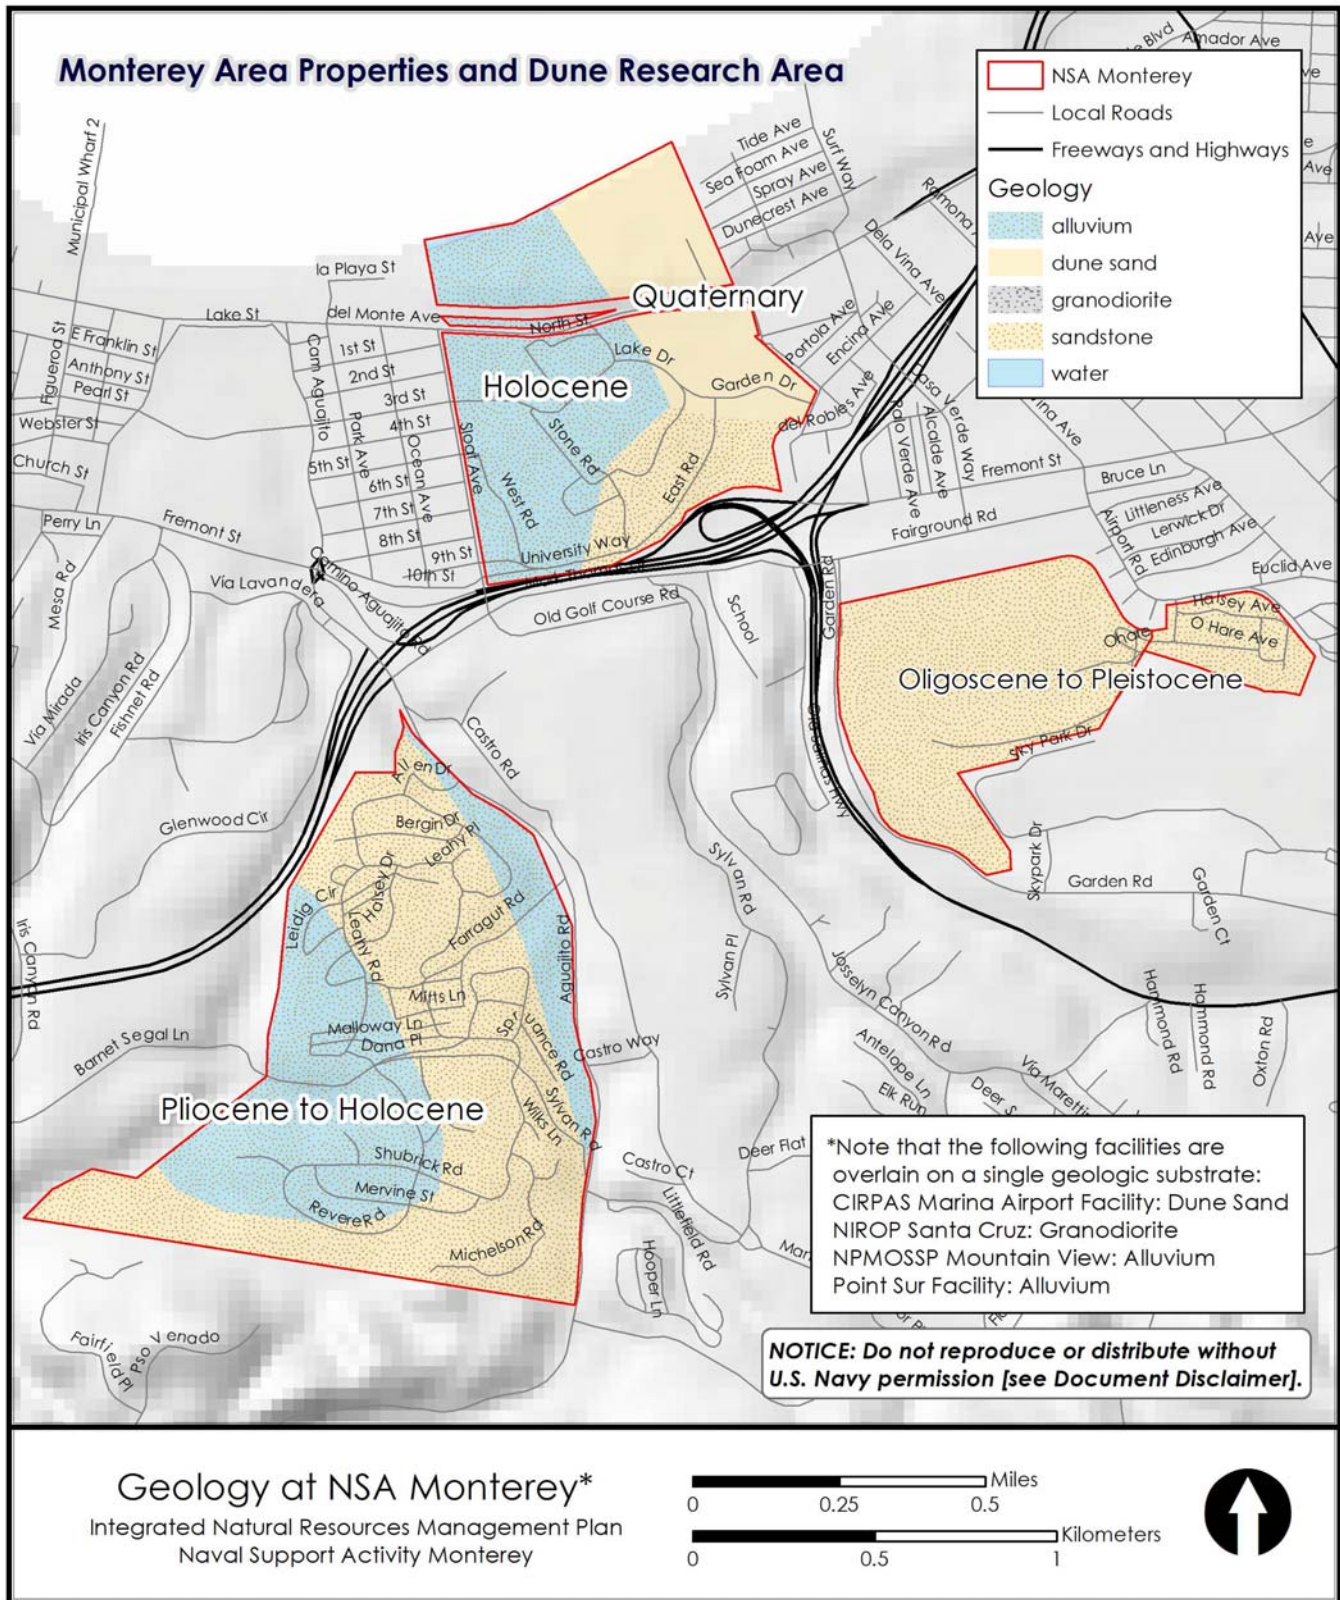 Monterey Area Properties and Dune Research Area
NSA Monterey
Local Roads
Freeways and Highways
Geology
alluvium
dune sand
granodiorite
sandstone
water
Amador Ave
Municipal Wharf 2
Tide Ave
Sea Foam Ave
Spray Ave
Dunecrest Ave
Surf Way
Ramona
Dela Vina Ave
la Playa St
Lake St
del Monte Ave
North St
Quaternary
Portola Ave
Encina Ave
Figueroa St
E Franklin St
Anthony St
Pearl St
Webster St
Church St
Cam Aguajito
1st St
2nd St
3rd St
4th St
5th St
6th St
7th St
8th St
9th St
10th St
Park Ave
Ocean Ave
Sloat Ave
Holocene
Lake Dr
Garden Dr
del Robles Ave
Stone Rd
West Rd
East Rd
University Way
Casa Verde Way
Palo Verde Ave
Alcalde Ave
Fremont St
Fairground Rd
Bruce Ln
Littleness Ave
Lerwick Dr
Edinburgh Ave
Airport Rd
Euclid Ave
Perry Ln
Fremont St
Mesa Rd
Via Lavandera
Camino Aguajito Rd
Old Golf Course Rd
School
Garden Rd
Halsey Ave
O Hare Ave
Ohare
Oligoscene to Pleistocene
Sky Park Dr
Via Mirada
Iris Canyon Rd
Fishnet Rd
Castro Rd
Glenwood Cir
Allen Dr
Bergin Dr
Leahy Pl
Halsey Dr
Leidig Cir
Leahy Rd
Farragut Rd
Aguajito Rd
Mitts Ln
Malloway Ln
Dana Pl
Spruance Rd
Sylvan Rd
Sylvan Pl
Skypark Dr
Garden Rd
Garden Ct
Iris Canyon Rd
Barnet Segal Ln
Castro Way
Josselyn Canyon Rd
Hammond Rd
Hammond Rd
Oxton Rd
Antelope Ln
Elk Run
Deer S
Via Maretti
Pliocene to Holocene
Wilks Ln
Sylvan Rd
Shubrick Rd
Mervine St
Revere Rd
Michelson Rd
Castro Ct
Deer Flat
Littlefield Rd
Hooper Ln
Fairfield Pl
Pso Venado
*Note that the following facilities are
overlain on a single geologic substrate:
CIRPAS Marina Airport Facility: Dune Sand
NIROP Santa Cruz: Granodiorite
NPMOSSP Mountain View: Alluvium
Point Sur Facility: Alluvium
NOTICE: Do not reproduce or distribute without
U.S. Navy permission [see Document Disclaimer].
Geology at NSA Monterey*
Integrated Natural Resources Management Plan
Naval Support Activity Monterey
Miles
0 0.25 0.5
Kilometers
0 0.5 1